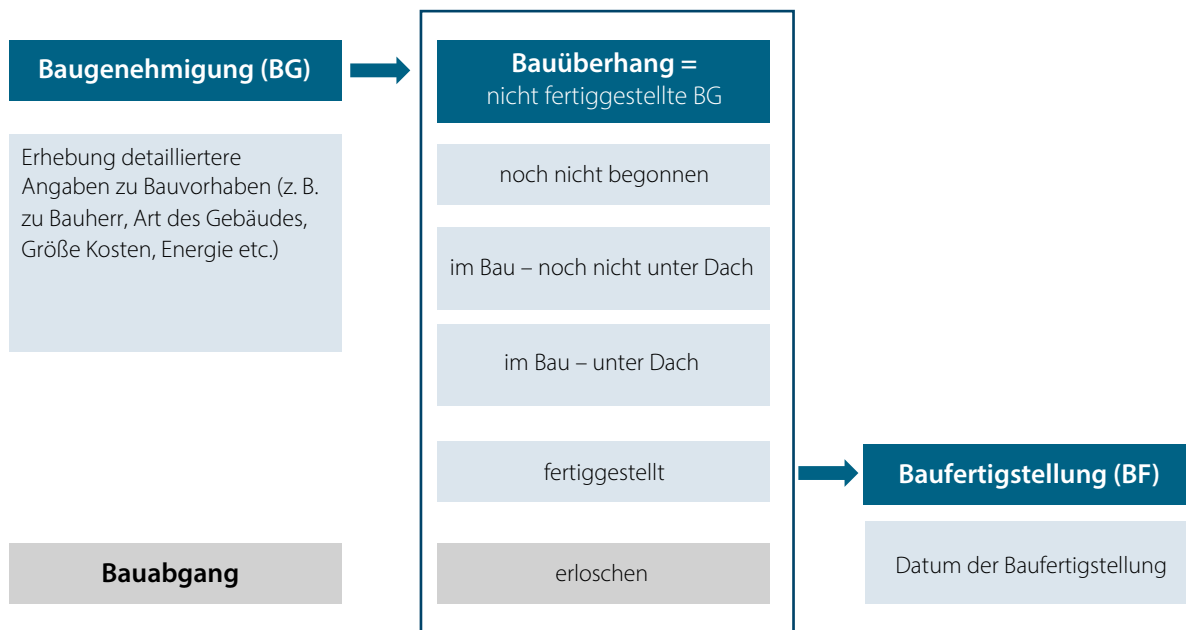 Baugenehmigung (BG)
Erhebung detailliertere
Angaben zu Bauvorhaben (z. B.
zu Bauherr, Art des Gebäudes,
Größe Kosten, Energie etc.)
Bauabgang
Bauüberhang =
nicht fertiggestellte BG
noch nicht begonnen
im Bau – noch nicht unter Dach
im Bau – unter Dach
fertiggestellt
erloschen
Baufertigstellung (BF)
Datum der Baufertigstellung